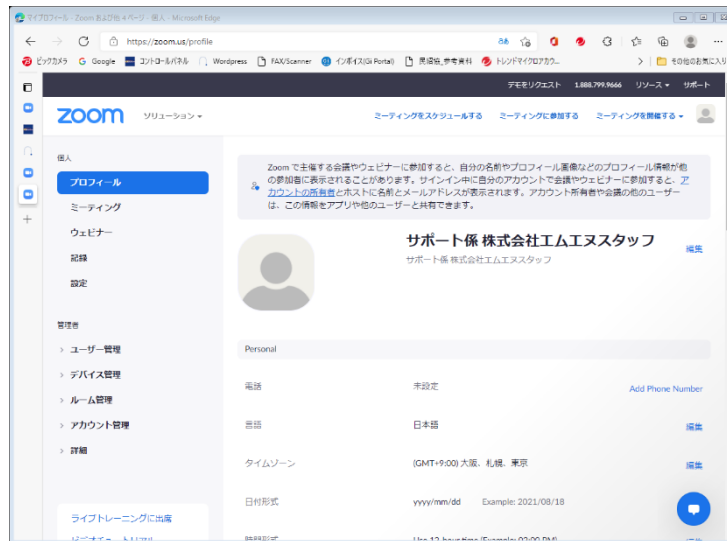 マイプロフィール - Zoom および他 4 ページ - 個人 - Microsoft Edge
https://zoom.us/profile
ビックカメラ
Google
コントロールパネル
Wordpress
FAX/Scanner
インボイス(Gi Portal)
民踊協_参考資料
トレンドマイクロアカウ...
その他のお気に入り
デモをリクエスト 1.888.799.9666 リソース サポート
zoom ソリューション
ミーティングをスケジュールする ミーティングに参加する ミーティングを開催する
個人
プロフィール
ミーティング
ウェビナー
記録
設定
管理者
ユーザー管理
デバイス管理
ルーム管理
アカウント管理
詳細
ライブトレーニングに出席
Zoom で主催する会議やウェビナーに参加すると、自分の名前やプロフィール画像などのプロフィール情報が他
の参加者に表示されることがあります。サインイン中に自分のアカウントで会議やウェビナーに参加すると、ア
カウントの所有者とホストに名前とメールアドレスが表示されます。アカウント所有者や会議の他のユーザー
は、この情報をアプリや他のユーザーと共有できます。
サポート係 株式会社エムエヌスタッフ
編集
サポート係 株式会社エムエヌスタッフ
Personal
電話 未設定 Add Phone Number
言語 日本語 編集
タイムゾーン (GMT+9:00) 大阪、札幌、東京 編集
日付形式 yyyy/mm/dd Example: 2021/08/18